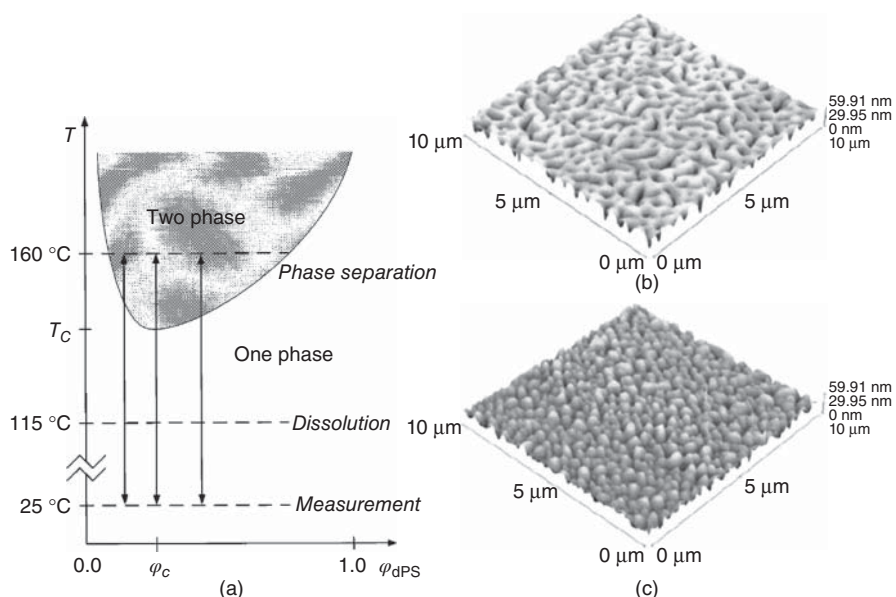 T
Two phase
160 °C
Phase separation
T_C
One phase
115 °C
Dissolution
25 °C
Measurement
0.0
φ_c
1.0
φ_dPS
(a)
59.91 nm
29.95 nm
0 nm
10 μm
10 μm
5 μm
5 μm
0 μm
0 μm
(b)
59.91 nm
29.95 nm
0 nm
10 μm
10 μm
5 μm
5 μm
0 μm
0 μm
(c)